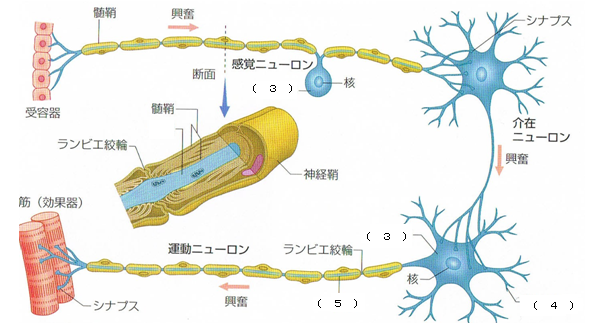 髄鞘
興奮
シナプス
受容器
断面
感覚ニューロン
核
( 3 )
髄鞘
ランビエ絞輪
神経鞘
介在
ニューロン
興奮
筋(効果器)
シナプス
運動ニューロン
興奮
ランビエ絞輪
( 5 )
( 3 )
核
( 4 )